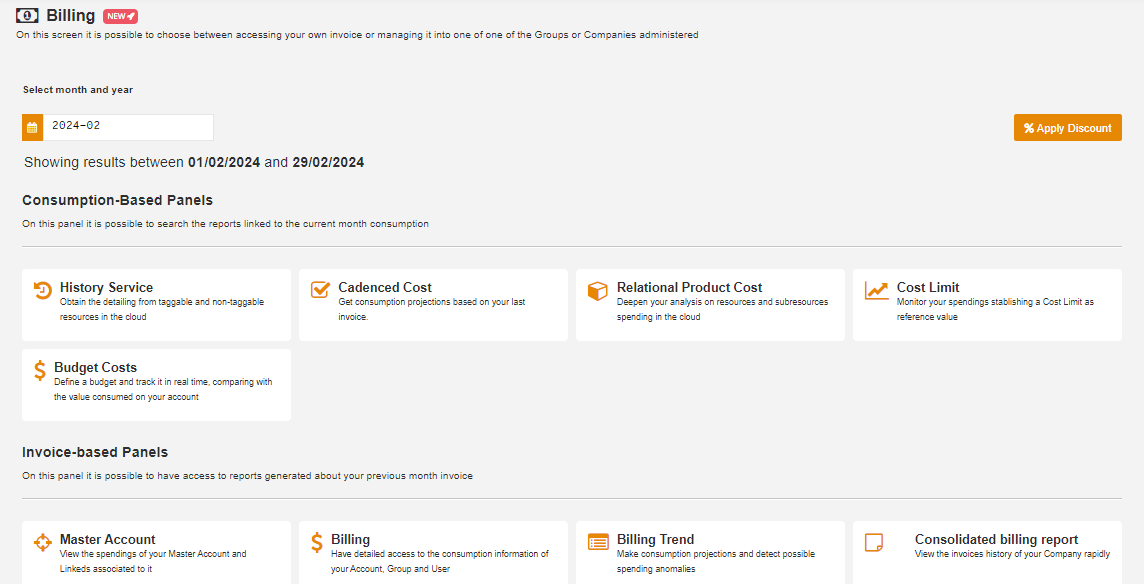 Billing NEW
On this screen it is possible to choose between accessing your own invoice or managing it into one of one of the Groups or Companies administered
Select month and year
2024-02
Apply Discount
Showing results between 01/02/2024 and 29/02/2024
Consumption-Based Panels
On this panel it is possible to search the reports linked to the current month consumption
History Service
Obtain the detailing from taggable and non-taggable
resources in the cloud
Cadenced Cost
Get consumption projections based on your last
invoice.
Relational Product Cost
Deepen your analysis on resources and subresources
spending in the cloud
Cost Limit
Monitor your spendings stablishing a Cost Limit as
reference value
Budget Costs
Define a budget and track it in real time, comparing with
the value consumed on your account
Invoice-based Panels
On this panel it is possible to have access to reports generated about your previous month invoice
Master Account
View the spendings of your Master Account and
Linkeds associated to it
Billing
Have detailed access to the consumption information of
your Account, Group and User
Billing Trend
Make consumption projections and detect possible
spending anomalies
Consolidated billing report
View the invoices history of your Company rapidly